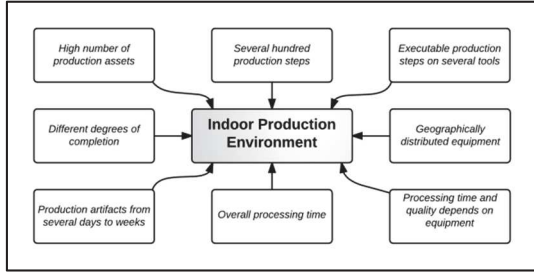 High number of
production assets
Several hundred
production steps
Executable production
steps on several tools
Different degrees of
completion
Indoor Production
Environment
Geographically
distributed equipment
Production artifacts from
several days to weeks
Overall processing time
Processing time and
quality depends on
equipment